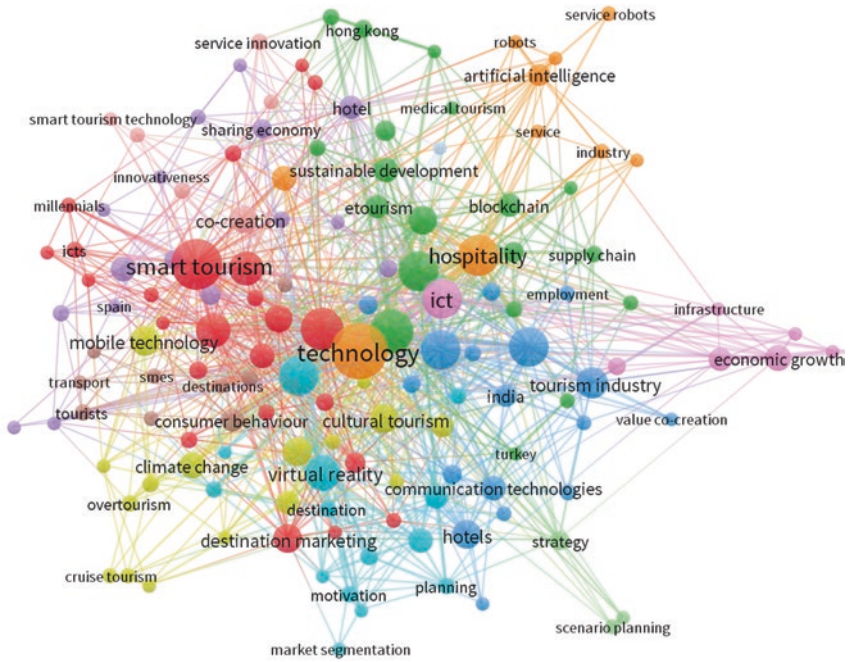 service robots
hong kong
service innovation
robots
artificial intelligence
hotel
medical tourism
smart tourism technology
sharing economy
service
industry
sustainable development
innovativeness
millennials
co-creation
etourism
blockchain
icts
smart tourism
hospitality
supply chain
spain
ict
employment
infrastructure
mobile technology
technology
economic growth
transport
smes
destinations
tourism industry
india
tourists
consumer behaviour
cultural tourism
value co-creation
turkey
climate change
virtual reality
communication technologies
overtourism
destination
destination marketing
hotels
strategy
cruise tourism
motivation
planning
scenario planning
market segmentation